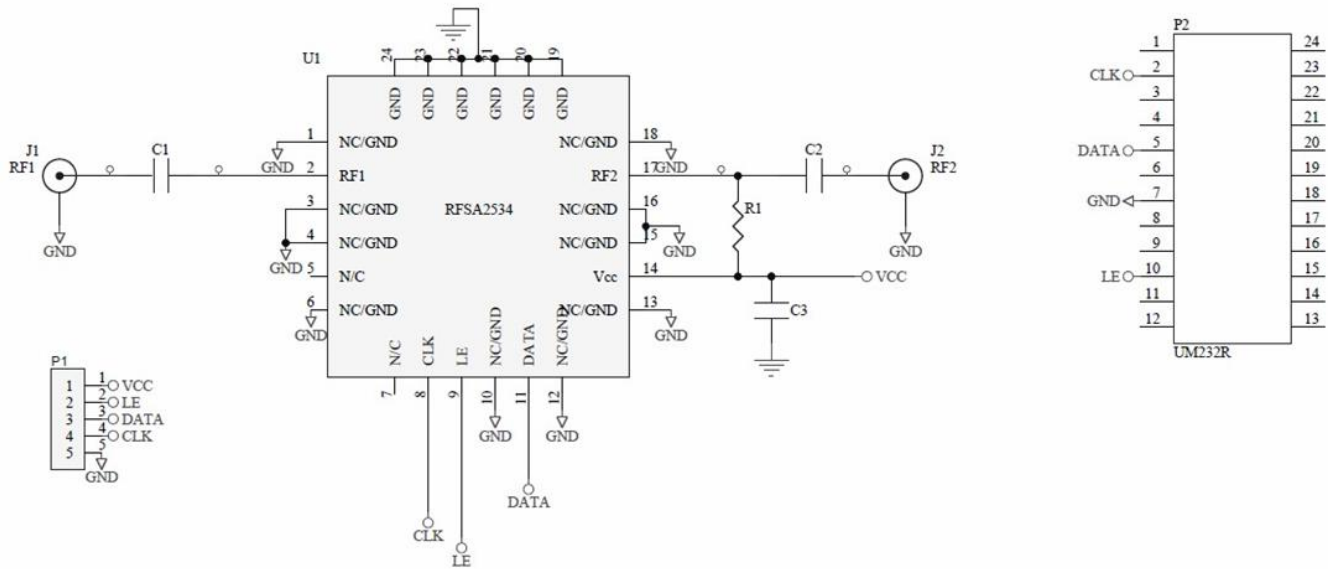 U1
24 23 22 21 20 19
GND GND GND GND GND GND
P2
1 24
CLK 2 23
3 22
4 21
DATA 5 20
6 19
GND 7 18
8 17
9 16
LE 10 15
11 14
12 13
UM232R
1 NC/GND NC/GND 18
GND GND
J1
RF1
C1
2 RF1 RF2 17
C2
J2
RF2
GND
GND
3 NC/GND NC/GND 16
RFSA2534
R1
4 NC/GND NC/GND 15
GND GND
5 N/C Vcc 14
VCC
6 NC/GND NC/GND 13
GND GND
C3
N/C CLK LE NC/GND DATA NC/GND
7 8 9 10 11 12
GND GND
DATA
CLK
LE
P1
1 1 VCC
2 2 LE
3 3 DATA
4 4 CLK
5 5
GND